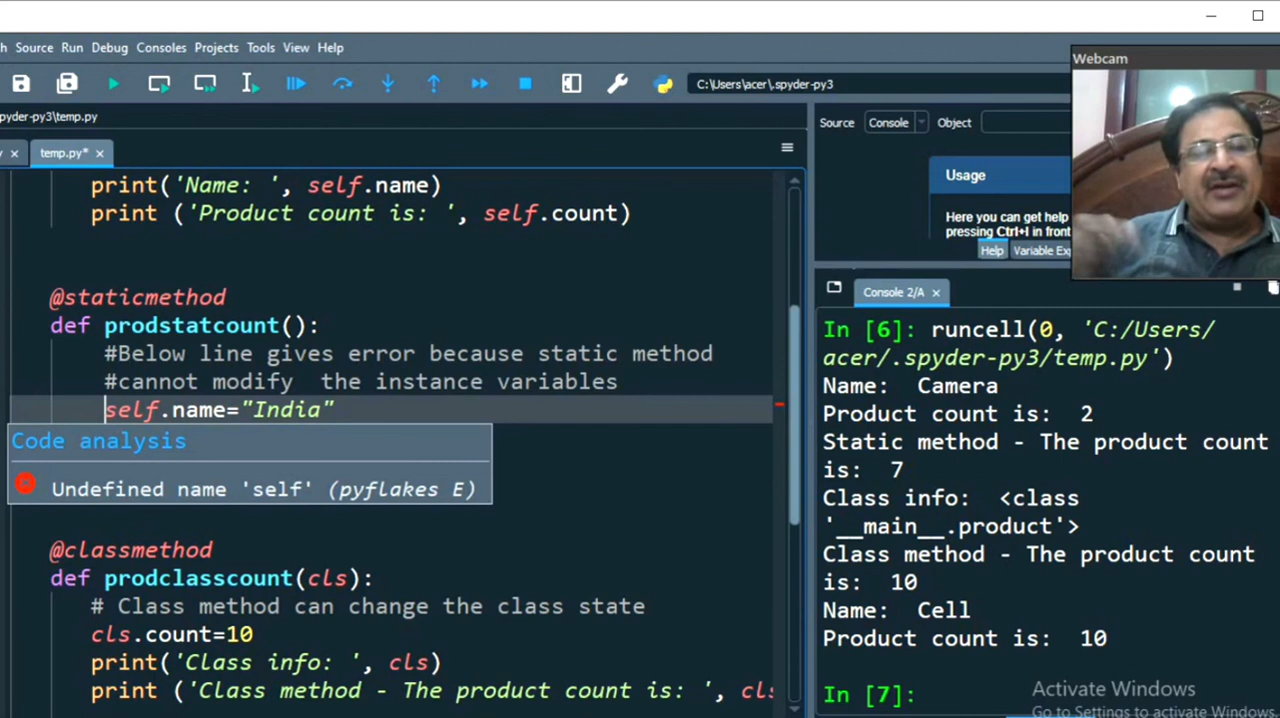 h Source Run Debug Consoles Projects Tools View Help
C:\Users\acer\.spyder-py3
Webcam
spyder-py3\temp.py
Source Console Object
temp.py*
Usage
Here you can get help
pressing Ctrl+I in front
Help Variable Exp
print('Name: ', self.name)
print ('Product count is: ', self.count)
@staticmethod
def prodstatcount():
#Below line gives error because static method
#cannot modify  the instance variables
self.name="India"
Code analysis
Undefined name 'self' (pyflakes E)
@classmethod
def prodclasscount(cls):
# Class method can change the class state
cls.count=10
print('Class info: ', cls)
print ('Class method - The product count is: ', cls
Console 2/A
In [6]: runcell(0, 'C:/Users/
acer/.spyder-py3/temp.py')
Name:  Camera
Product count is:  2
Static method - The product count
is:  7
Class info:  <class
'__main__.product'>
Class method - The product count
is:  10
Name:  Cell
Product count is:  10
In [7]:
Activate Windows
Go to Settings to activate Windows.